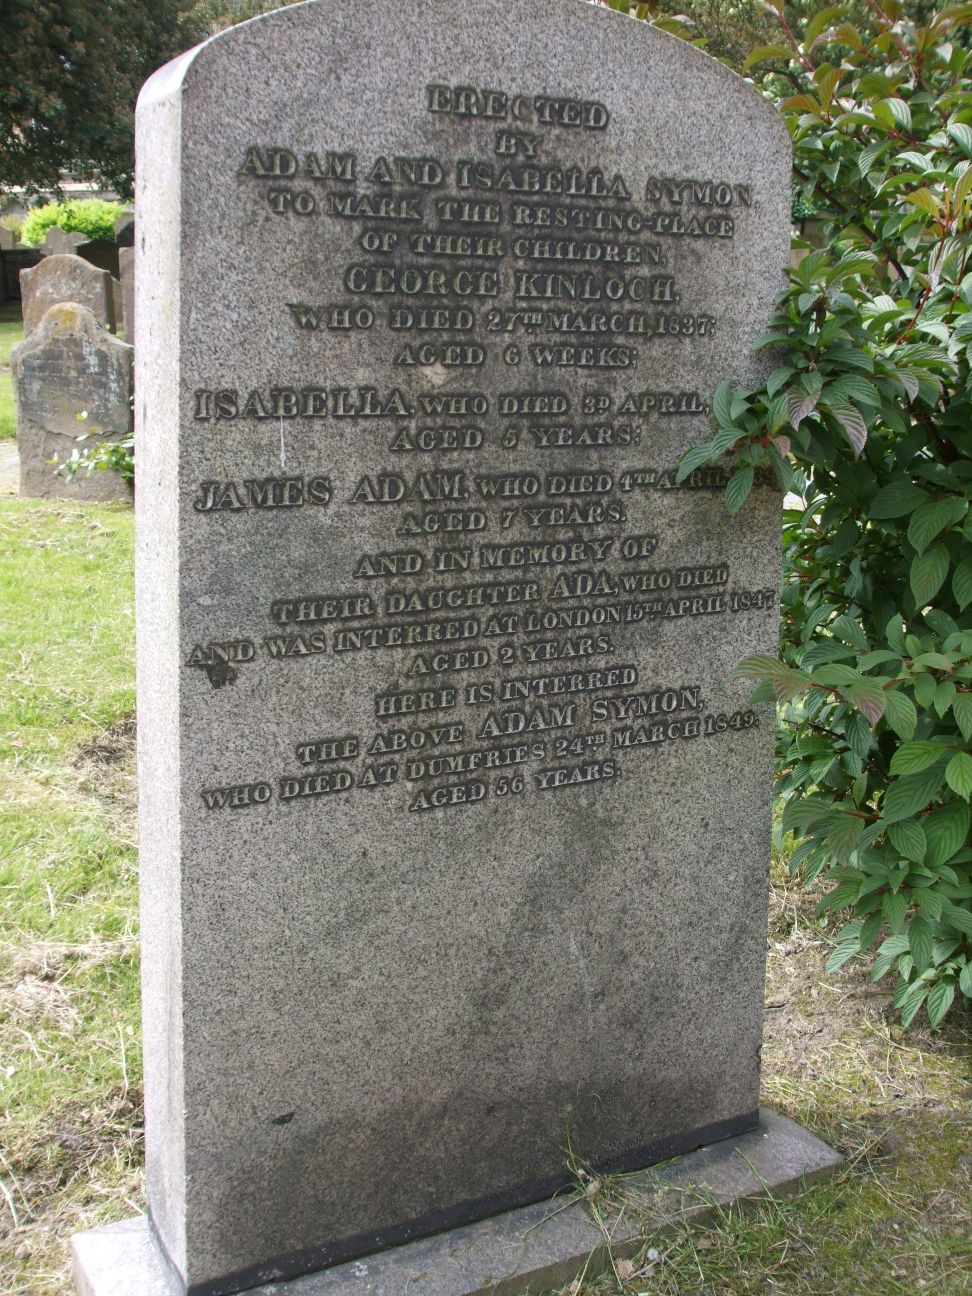 ERECTED
BY
ADAM AND ISABELLA SYMON
TO MARK THE RESTING-PLACE
OF THEIR CHILDREN,
GEORGE KINLOCH,
WHO DIED 27TH MARCH, 1837;
AGED 6 WEEKS;
ISABELLA, WHO DIED 3D APRIL,
AGED 5 YEARS;
JAMES ADAM, WHO DIED 4TH APRIL
AGED 7 YEARS.
AND IN MEMORY OF
THEIR DAUGHTER ADA, WHO DIED
AND WAS INTERRED AT LONDON 15TH APRIL 1847,
AGED 2 YEARS.
HERE IS INTERRED
THE ABOVE ADAM SYMON,
WHO DIED AT DUMFRIES 24TH MARCH 1849.
AGED 56 YEARS.